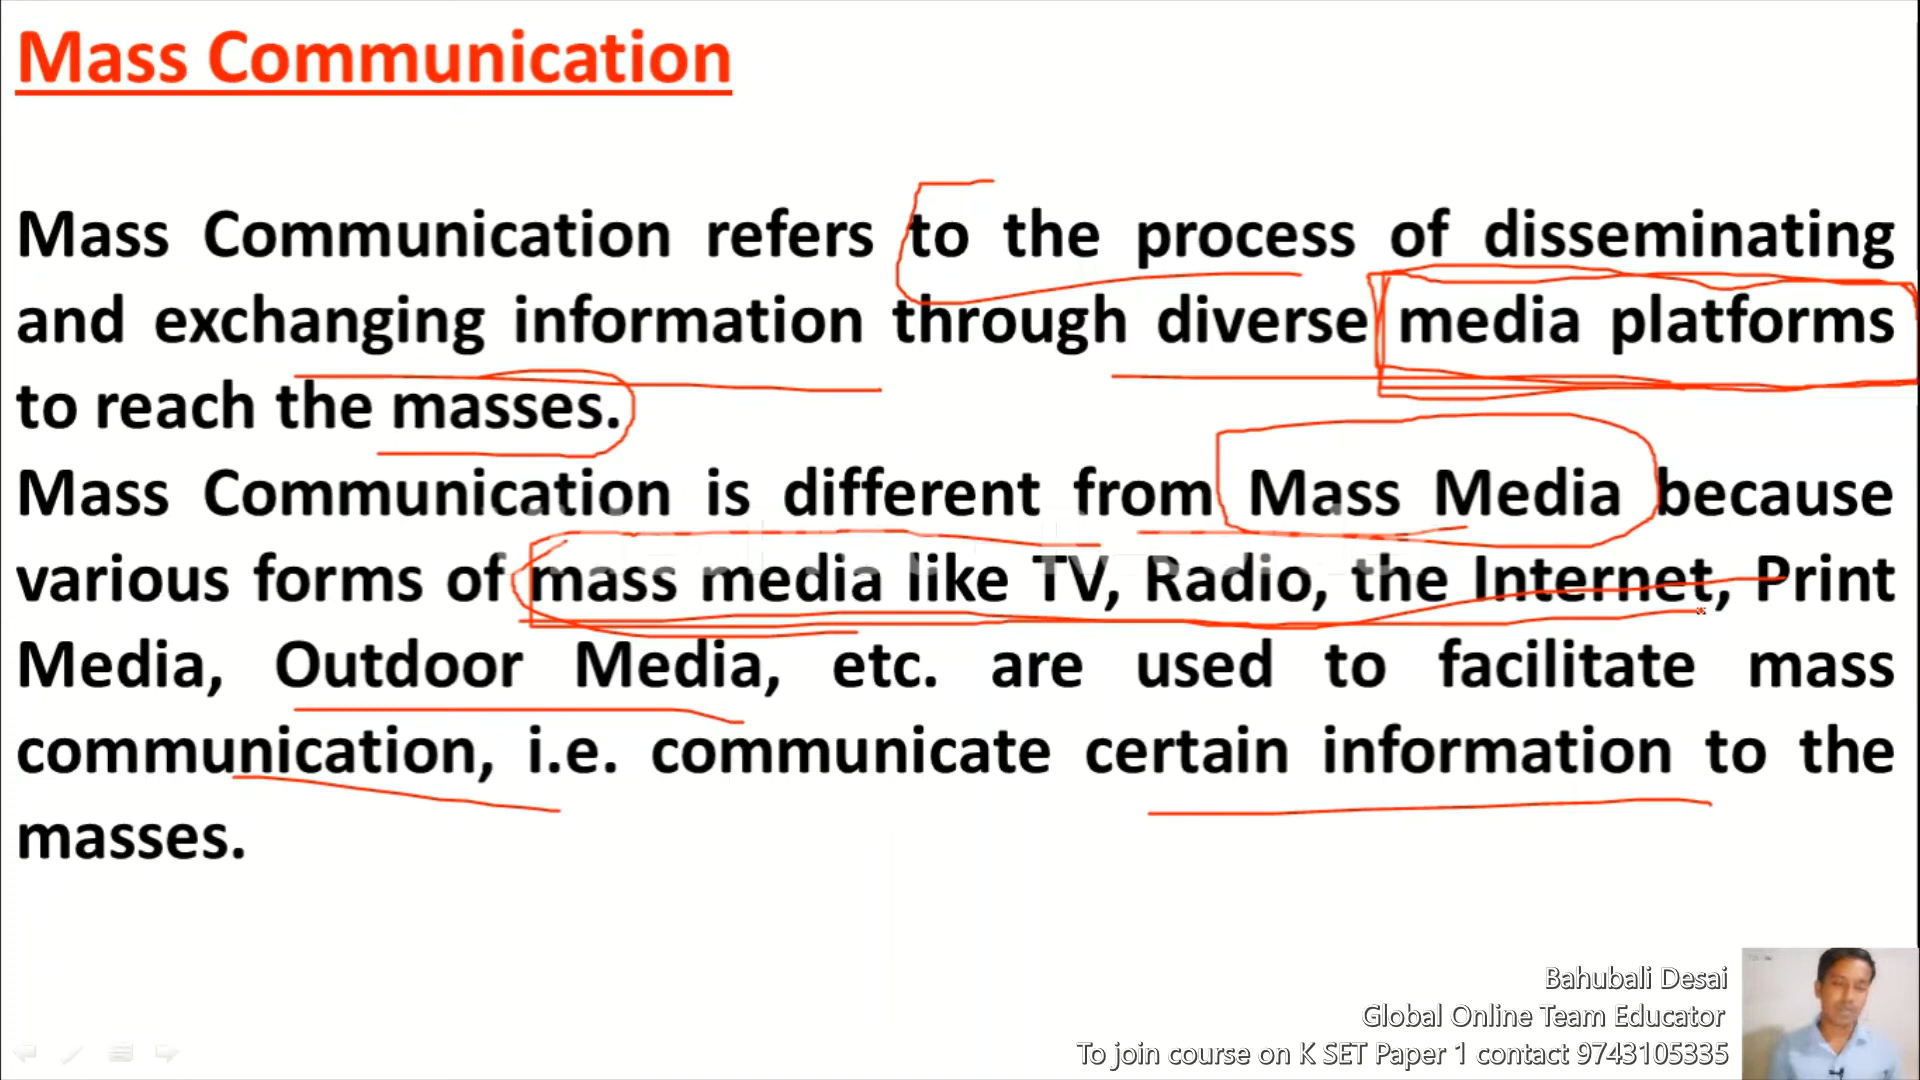 Mass Communication
Mass Communication refers to the process of disseminating
and exchanging information through diverse media platforms
to reach the masses.
Mass Communication is different from Mass Media because
various forms of mass media like TV, Radio, the Internet, Print
Media, Outdoor Media, etc. are used to facilitate mass
communication, i.e. communicate certain information to the
masses.
Bahubali Desai
Global Online Team Educator
To join course on K SET Paper 1 contact 9743105335